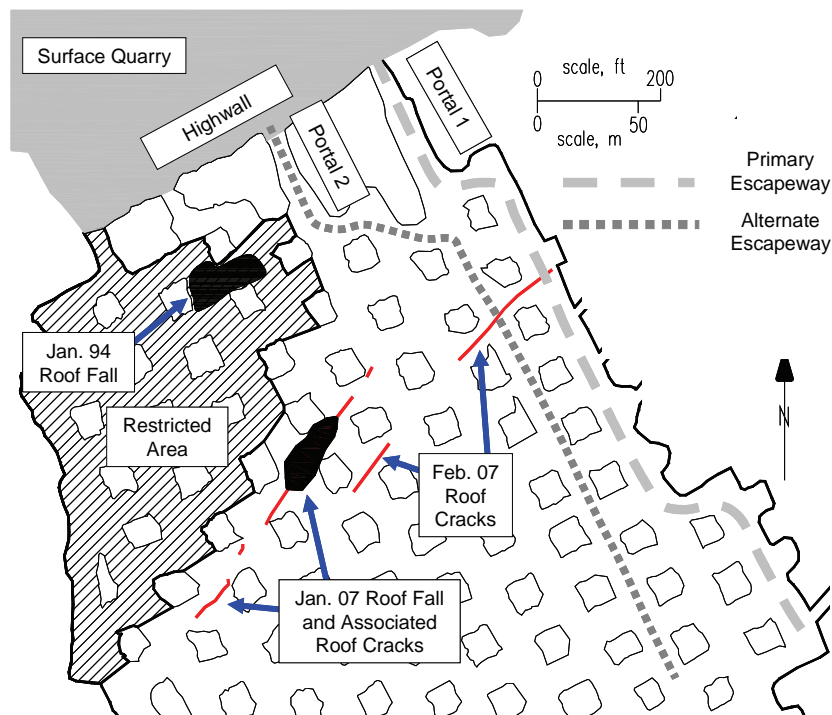 Surface Quarry
Highwall
Portal 2
Portal 1
0 scale, ft 200
0 50
scale, m
Primary
Escapeway
Alternate
Escapeway
Jan. 94
Roof Fall
Restricted
Area
Feb. 07
Roof
Cracks
Jan. 07 Roof Fall
and Associated
Roof Cracks
N